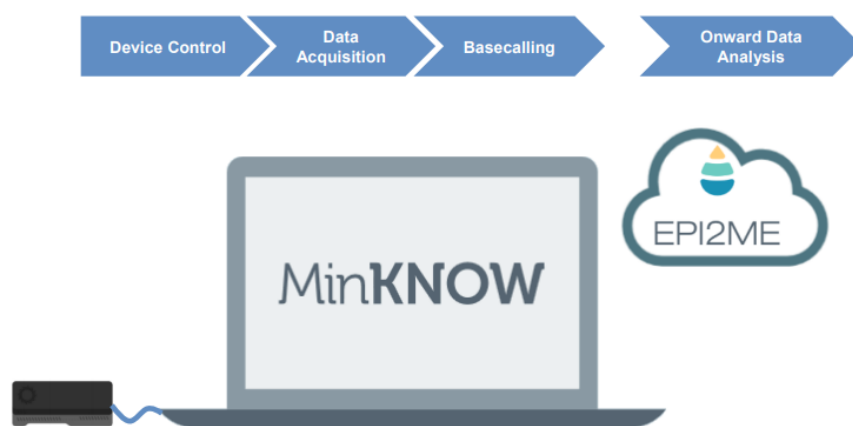 Device Control
Data
Acquisition
Basecalling
Onward Data
Analysis
MinKNOW
EPI2ME